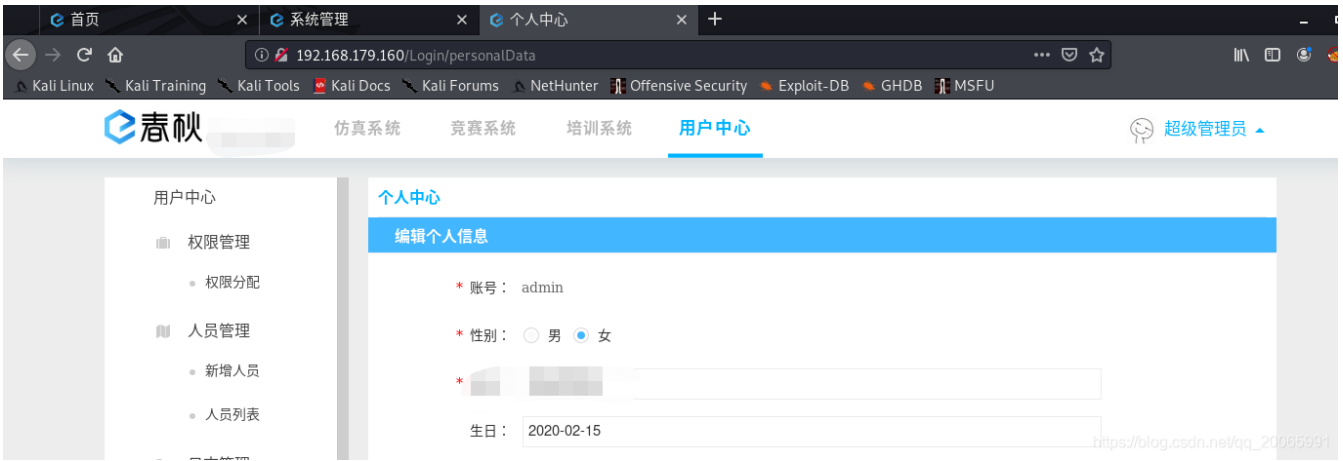 首页 × 系统管理 × 个人中心 × +
192.168.179.160/Login/personalData
Kali Linux Kali Training Kali Tools Kali Docs Kali Forums NetHunter Offensive Security Exploit-DB GHDB MSFU
春秋 仿真系统 竞赛系统 培训系统 用户中心 超级管理员
用户中心
权限管理
权限分配
人员管理
新增人员
人员列表
个人中心
编辑个人信息
* 账号： admin
* 性别： 男 女
*
生日： 2020-02-15
https://blog.csdn.net/qq_20065991